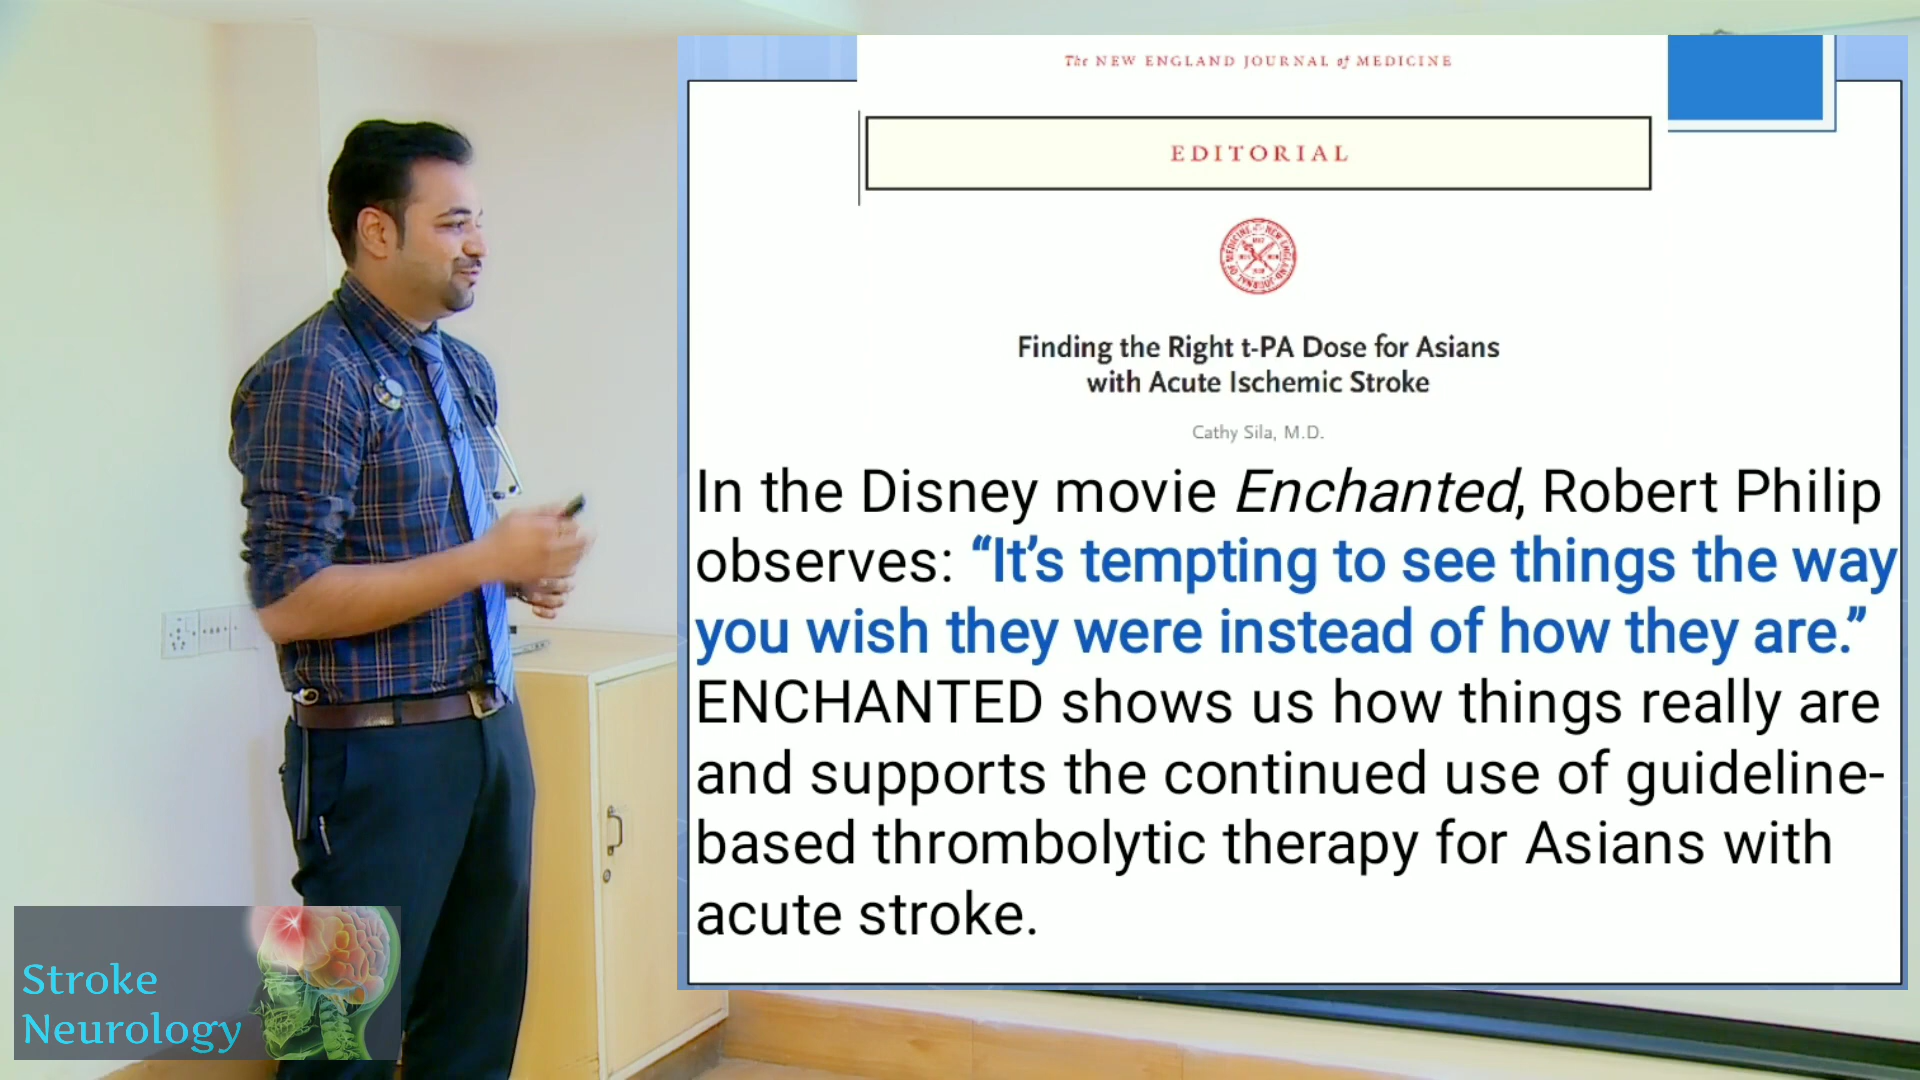 The NEW ENGLAND JOURNAL of MEDICINE
EDITORIAL
Finding the Right t-PA Dose for Asians
with Acute Ischemic Stroke
Cathy Sila, M.D.
In the Disney movie Enchanted, Robert Philip
observes: “It’s tempting to see things the way
you wish they were instead of how they are.”
ENCHANTED shows us how things really are
and supports the continued use of guideline-
based thrombolytic therapy for Asians with
acute stroke.
Stroke
Neurology